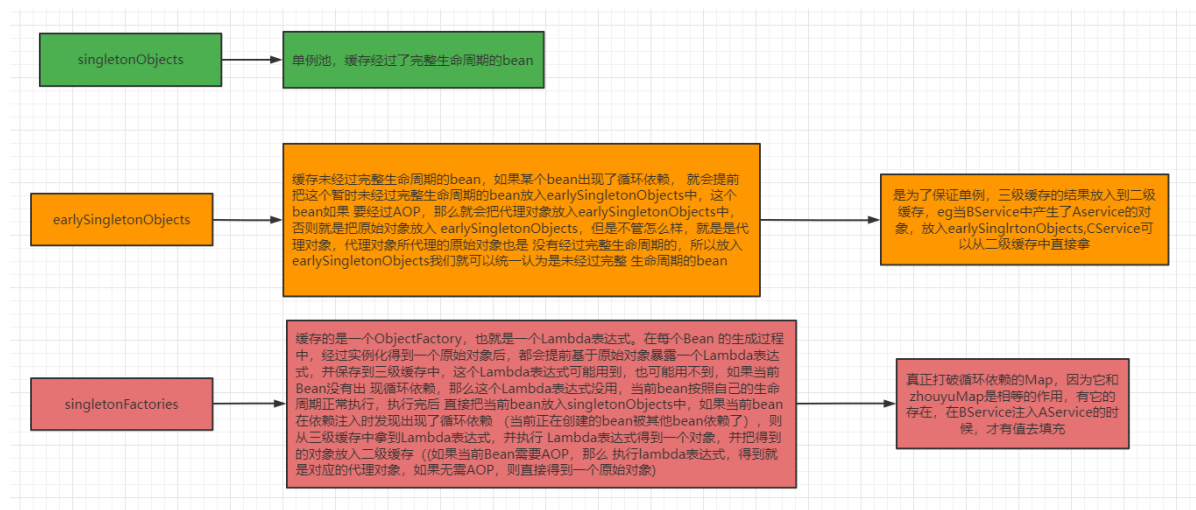 singletonObjects
单例池，缓存经过了完整生命周期的bean
earlySingletonObjects
缓存未经过完整生命周期的bean，如果某个bean出现了循环依赖， 就会提前
把这个暂时未经过完整生命周期的bean放入earlySingletonObjects中，这个
bean如果 要经过AOP，那么就会把代理对象放入earlySingletonObjects中，
否则就是把原始对象放入 earlySingletonObjects，但是不管怎么样，就是是代
理对象，代理对象所代理的原始对象也是 没有经过完整生命周期的，所以放入
earlySingletonObjects我们就可以统一认为是未经过完整 生命周期的bean
是为了保证单例，三级缓存的结果放入到二级
缓存，eg当BService中产生了Aservice的对
象，放入earlySinglrtonObjects,CService可
以从二级缓存中直接拿
singletonFactories
缓存的是一个ObjectFactory，也就是一个Lambda表达式。在每个Bean 的生成过程
中，经过实例化得到一个原始对象后，都会提前基于原始对象暴露一个Lambda表达
式，并保存到三级缓存中，这个Lambda表达式可能用到，也可能用不到，如果当前
Bean没有出 现循环依赖，那么这个Lambda表达式没用，当前bean按照自己的生命
周期正常执行，执行完后 直接把当前bean放入singletonObjects中，如果当前bean
在依赖注入时发现出现了循环依赖 （当前正在创建的bean被其他bean依赖了），则
从三级缓存中拿到Lambda表达式，并执行 Lambda表达式得到一个对象，并把得到
的对象放入二级缓存（(如果当前Bean需要AOP，那么 执行lambda表达式，得到就
是对应的代理对象，如果无需AOP，则直接得到一个原始对象)
真正打破循环依赖的Map，因为它和
zhouyuMap是相等的作用，有它的
存在，在BService注入AService的时
候，才有值去填充